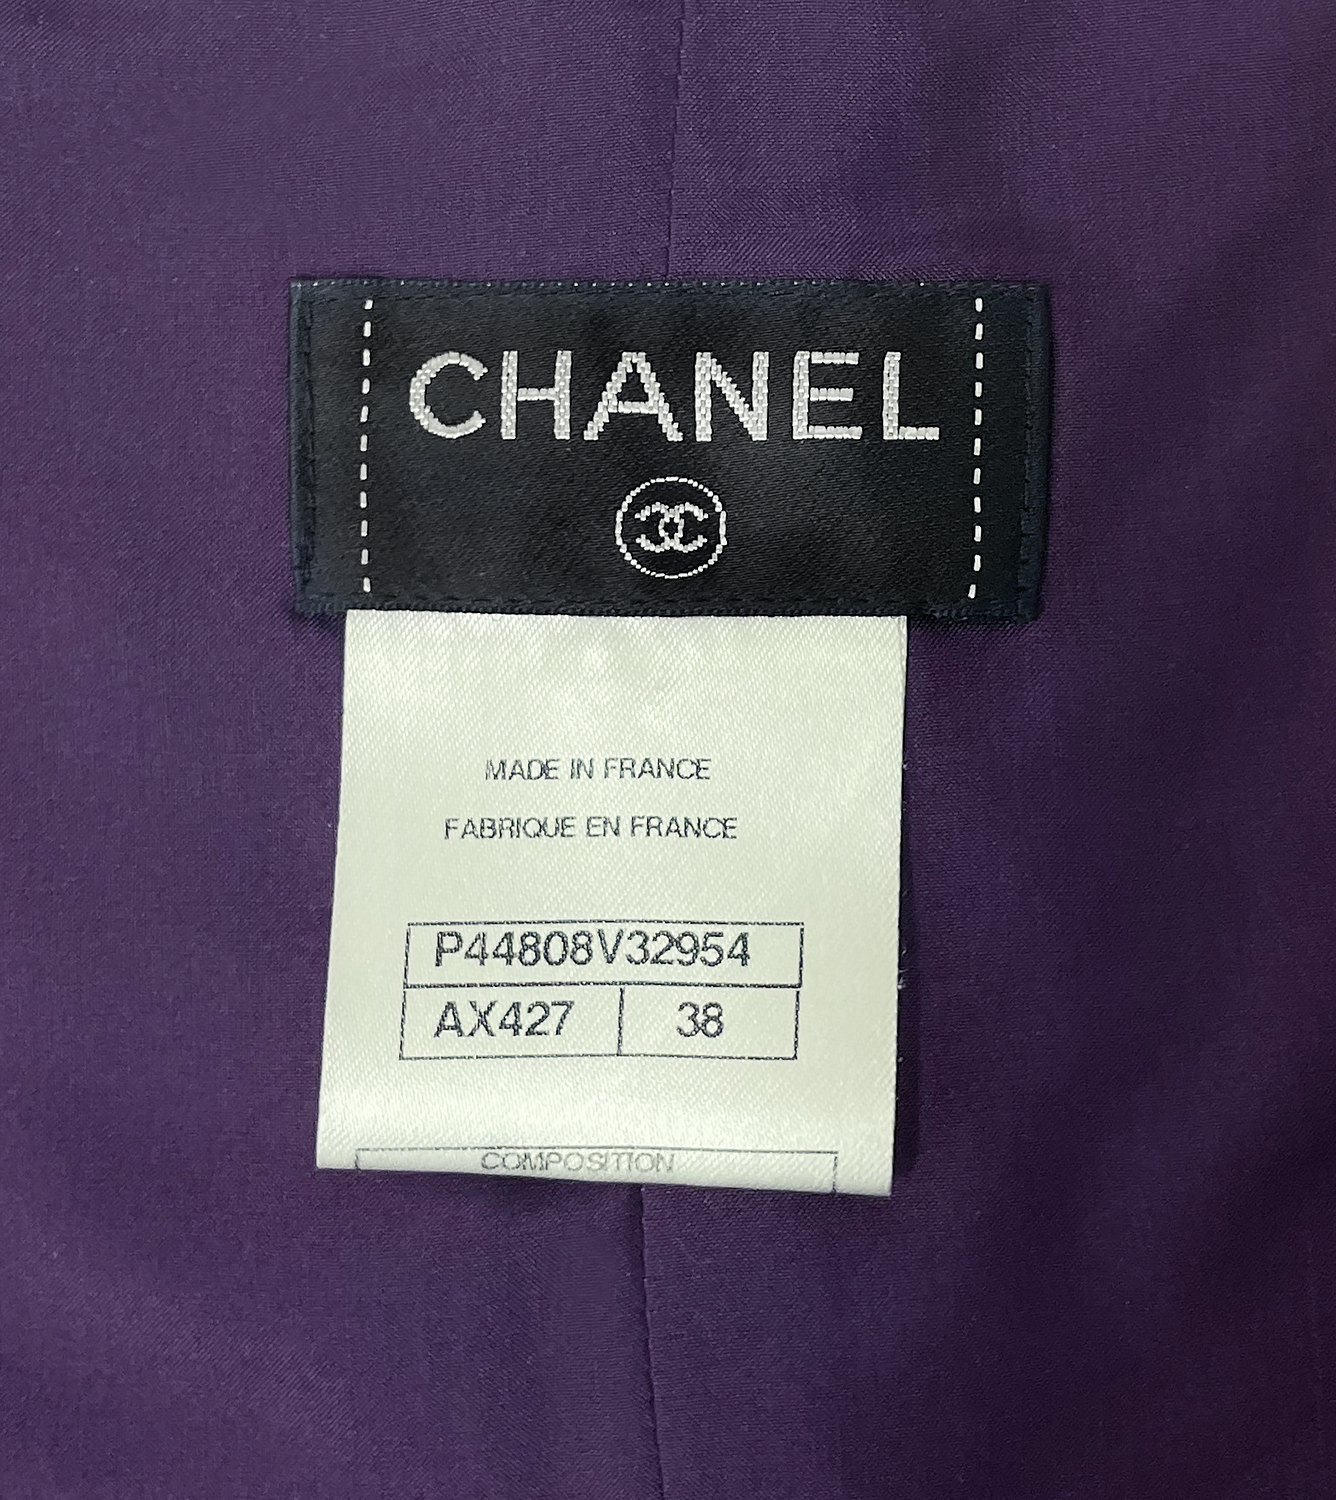 CHANEL
MADE IN FRANCE
FABRIQUE EN FRANCE
P44808V32954
AX427 38
COMPOSITION